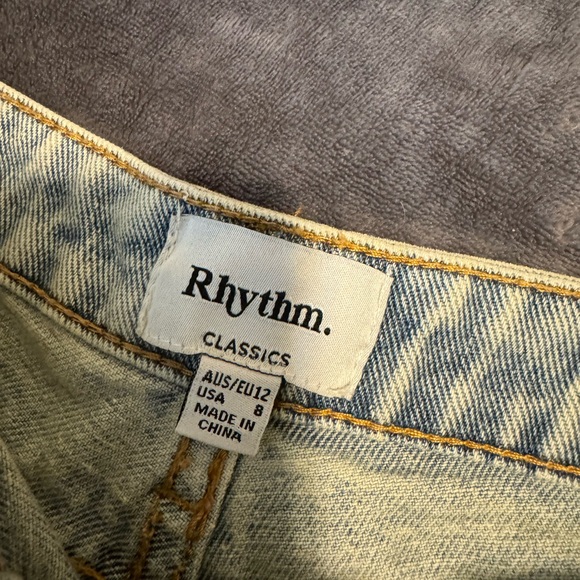 Rhythm.
CLASSICS
AUS/EU12
USA 8
MADE IN
CHINA